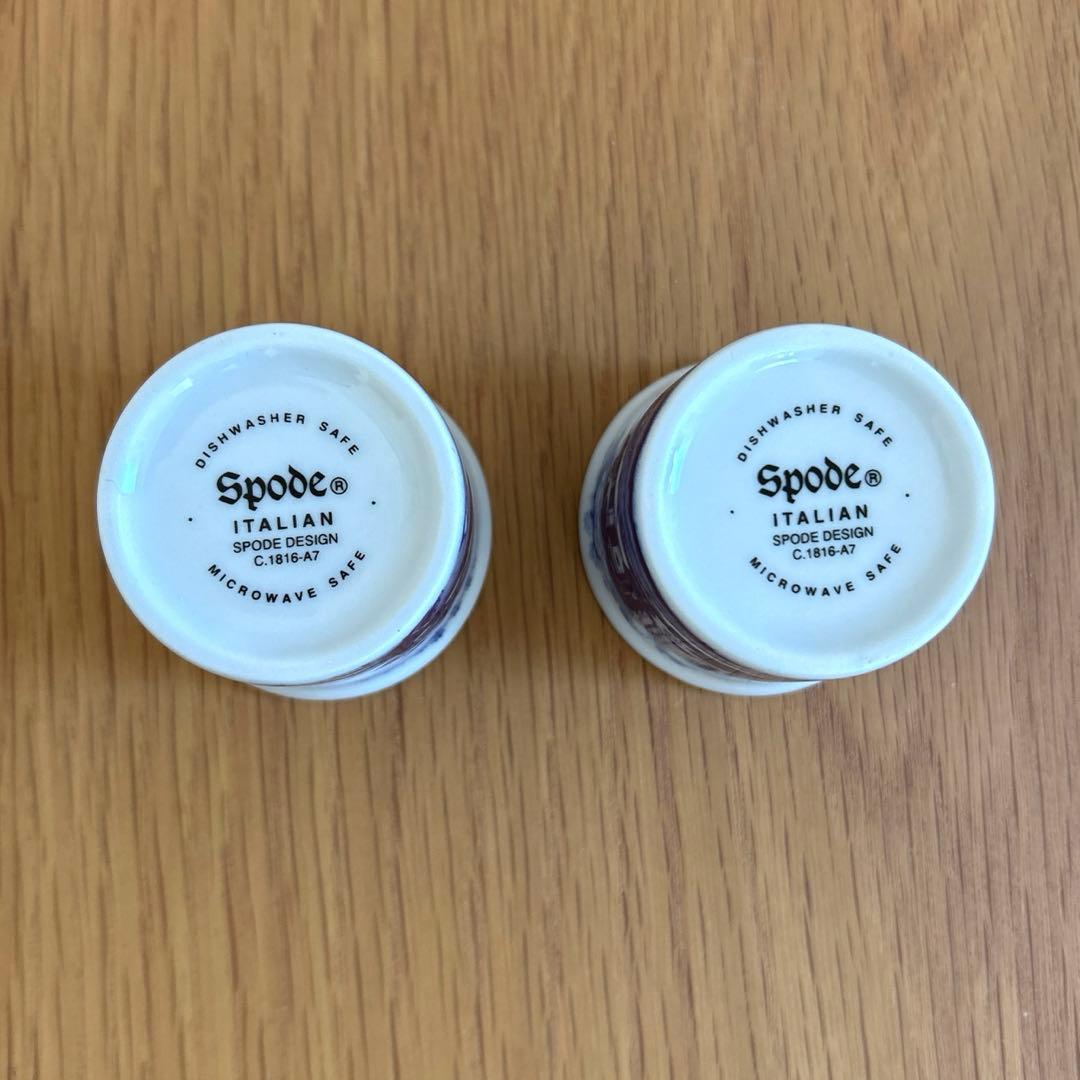 DISHWASHER SAFE
Spode®
ITALIAN
SPODE DESIGN
C.1816-A7
MICROWAVE SAFE
DISHWASHER SAFE
Spode®
ITALIAN
SPODE DESIGN
C.1816-A7
MICROWAVE SAFE